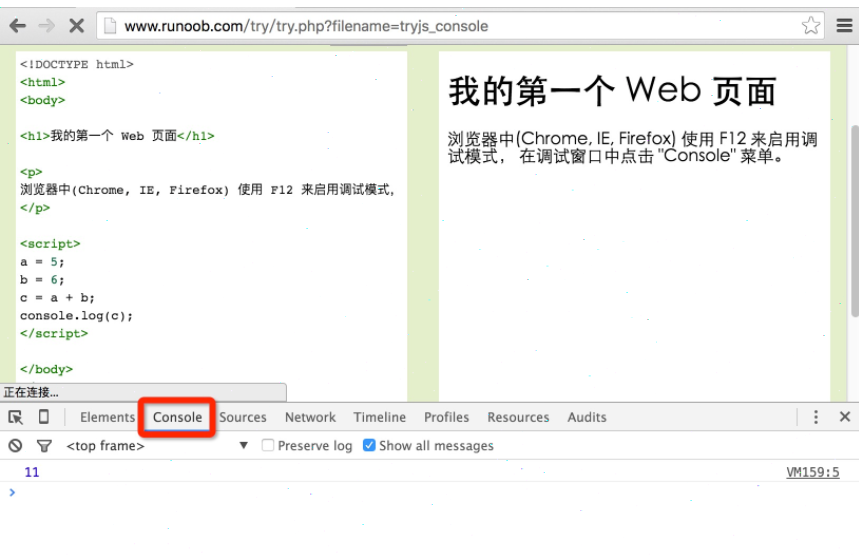 www.runoob.com/try/try.php?filename=tryjs_console
<!DOCTYPE html>
<html>
<body>
<h1>我的第一个 Web 页面</h1>
<p>
浏览器中(Chrome, IE, Firefox) 使用 F12 来启用调试模式,
</p>
<script>
a = 5;
b = 6;
c = a + b;
console.log(c);
</script>
</body>
我的第一个 Web 页面
浏览器中(Chrome, IE, Firefox) 使用 F12 来启用调
试模式， 在调试窗口中点击 "Console" 菜单。
正在连接...
Elements Console Sources Network Timeline Profiles Resources Audits
<top frame> Preserve log Show all messages
11 VM159:5